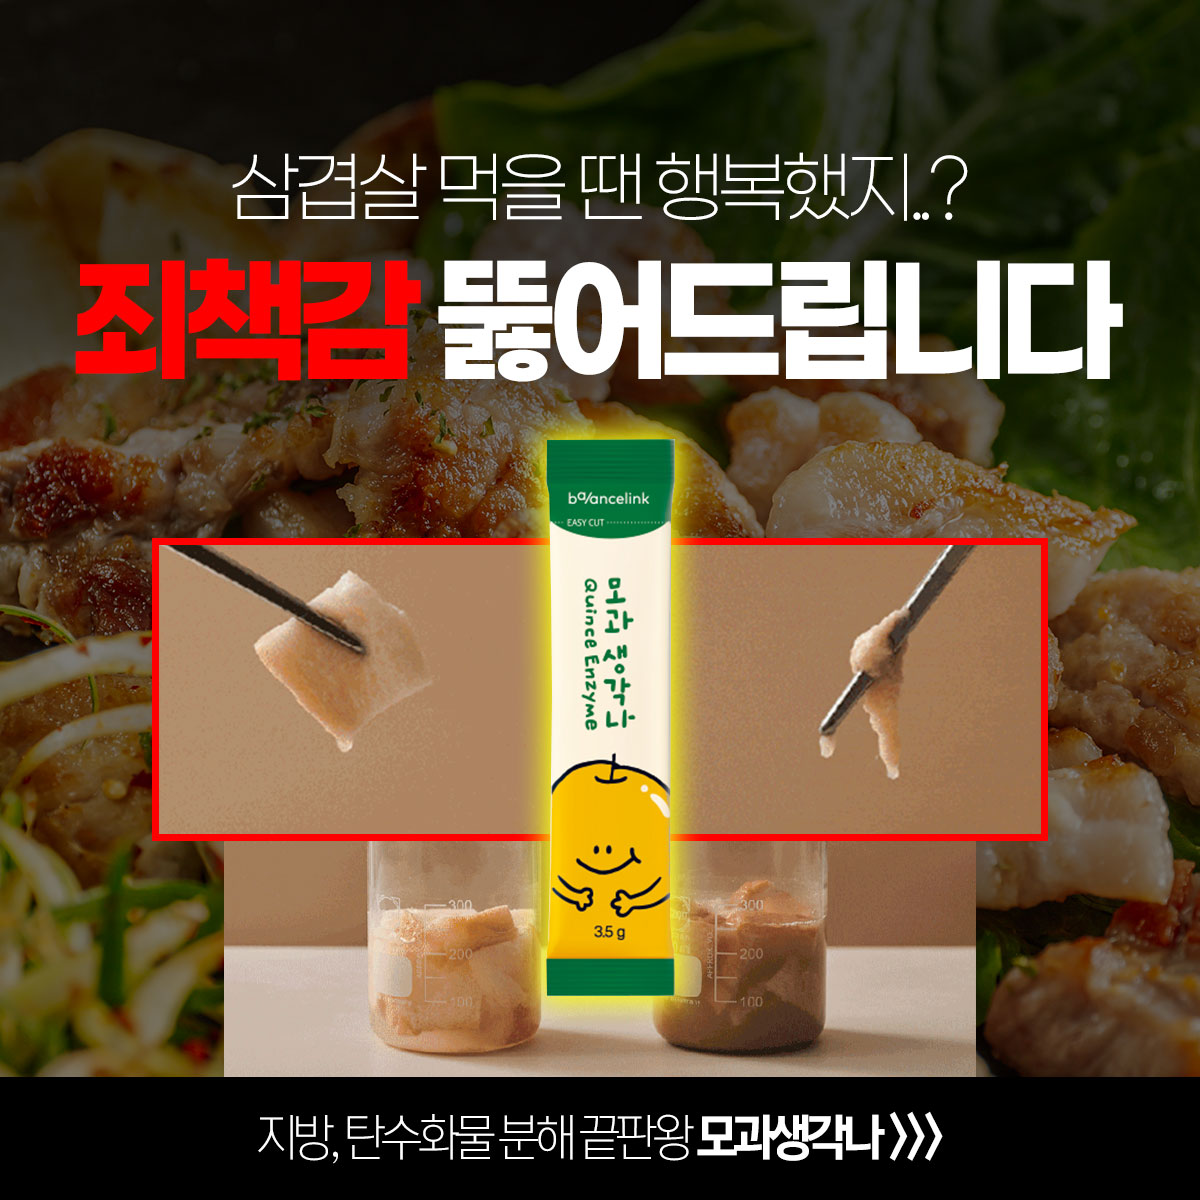 삼겹살 먹을 땐 행복했지..?
죄책감 뚫어드립니다
balancelink
EASY CUT
모과 생각나
Quince Enzyme
3.5 g
300
200
100
300
200
100
지방, 탄수화물 분해 끝판왕 모과생각나 >>>